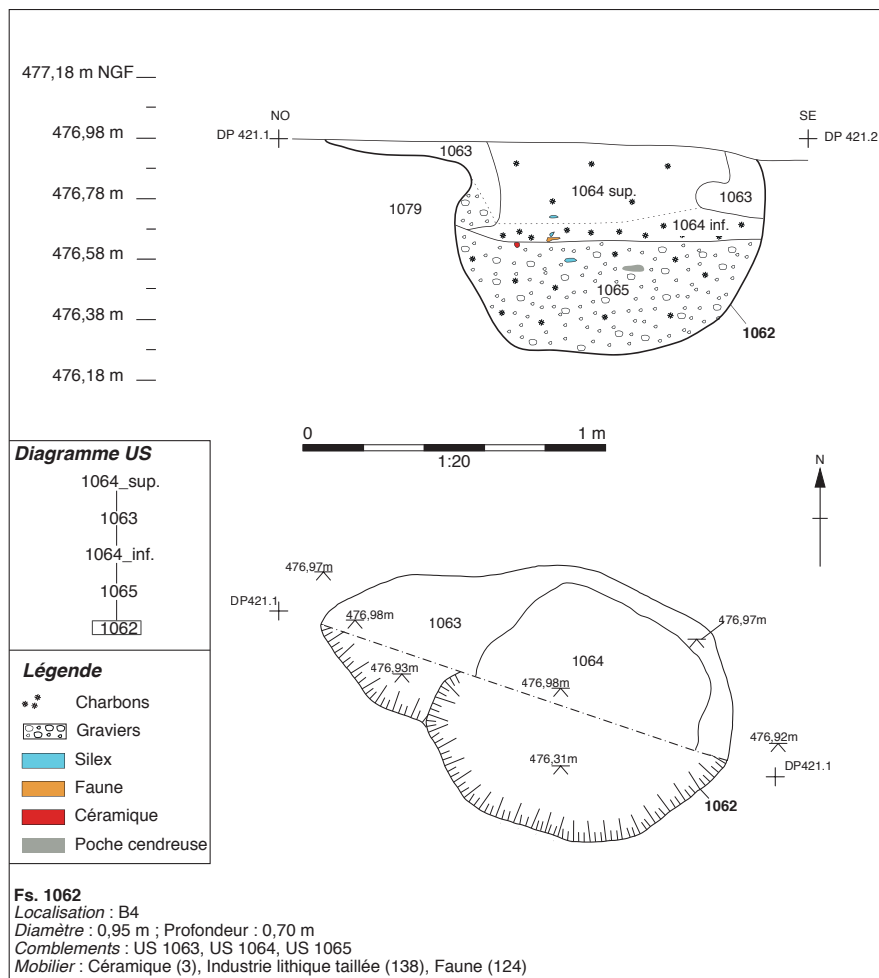 477,18 m NGF
476,98 m
476,78 m
476,58 m
476,38 m
476,18 m
NO
SE
DP 421.1
DP 421.2
1063
1064 sup.
1063
1079
1064 inf.
1065
1062
0 1 m
1:20
Diagramme US
1064_sup.
1063
1064_inf.
1065
1062
N
476,97m
DP421.1
476,98m
1063
476,97m
476,93m
1064
476,98m
476,92m
476,31m
DP421.1
1062
Légende
Charbons
Graviers
Silex
Faune
Céramique
Poche cendreuse
Fs. 1062
Localisation : B4
Diamètre : 0,95 m ; Profondeur : 0,70 m
Comblements : US 1063, US 1064, US 1065
Mobilier : Céramique (3), Industrie lithique taillée (138), Faune (124)